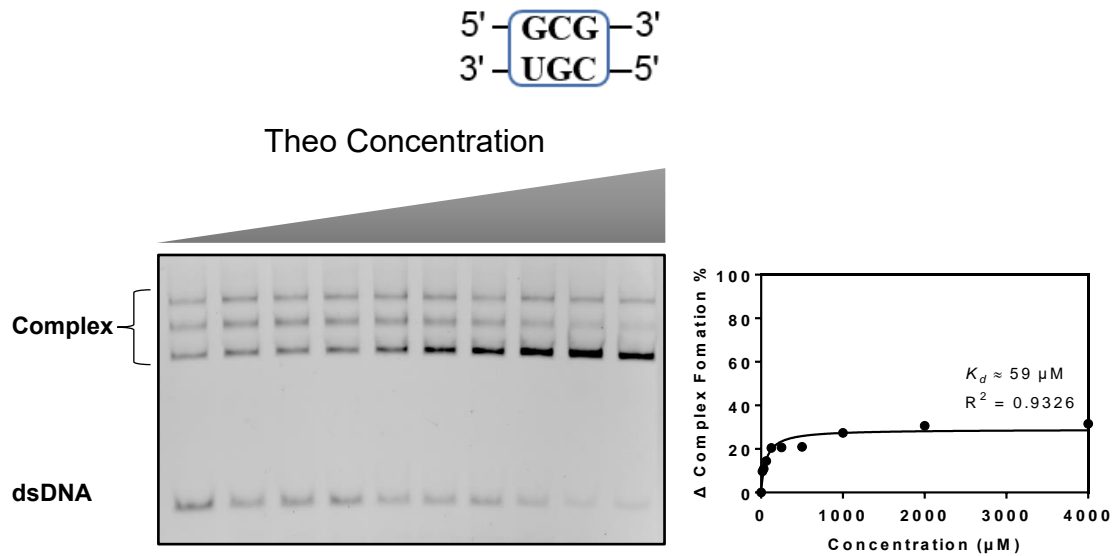 5' GCG 3'
3' UGC 5'
Theo Concentration
Complex
dsDNA
Δ Complex Fomation %
100
80
60
40
20
0
K_d ≈ 59 µM
R² = 0.9326
0 1000 2000 3000 4000
Concentration (µM)